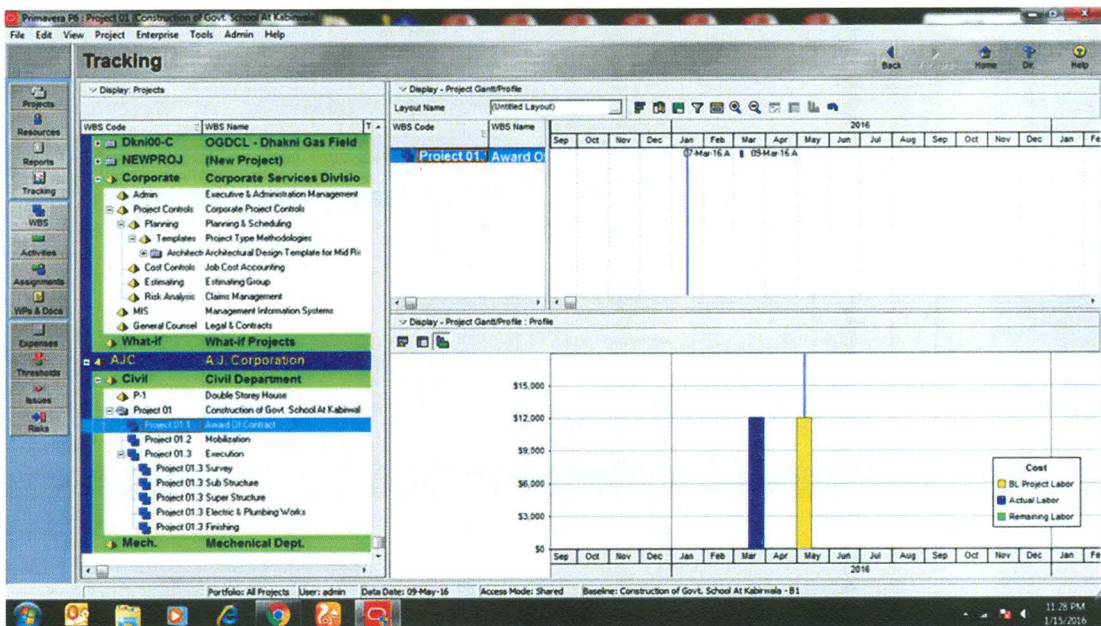 Primavera P6 : Project 01 (Construction of Govt. School At Kabirwala
File Edit View Project Enterprise Tools Admin Help
Tracking
Back Home Dir. Help
Projects
Resources
Reports
Tracking
WBS
Activities
Assignments
WPs & Docs
Expenses
Thresholds
Issues
Risks
Display: Projects
WBS Code WBS Name T
Dkni00-C OGDCL - Dhakni Gas Field
NEWPROJ (New Project)
Corporate Corporate Services Divisio
Admin Executive & Administration Management
Project Controls Corporate Project Controls
Planning Planning & Scheduling
Templates Project Type Methodologies
Architech Architectural Design Template for Mid Ri
Cost Controls Job Cost Accounting
Estimating Estimating Group
Risk Analysis Claims Management
MIS Management Information Systems
General Counsel Legal & Contracts
What-if What-if Projects
AJC A.J. Corporation
Civil Civil Department
P-1 Double Storey House
Project 01 Construction of Govt. School At Kabirwal
Project 01.1 Award Of Contract
Project 01.2 Mobilization
Project 01.3 Execution
Project 01.3 Survey
Project 01.3 Sub Structure
Project 01.3 Super Structure
Project 01.3 Electric & Plumbing Works
Project 01.3 Finishing
Mech. Mechenical Dept.
Display - Project Gantt/Profile
Layout Name (Untitled Layout)
WBS Code WBS Name
2016
Sep Oct Nov Dec Jan Feb Mar Apr May Jun Jul Aug Sep Oct Nov Dec Jan Fe
Project 01. Award O
07-Mar-16 A 09-Mar-16 A
Display - Project Gantt/Profile : Profile
$15,000
$12,000
$9,000
$6,000
$3,000
$0
Cost
BL Project Labor
Actual Labor
Remaining Labor
Sep Oct Nov Dec Jan Feb Mar Apr May Jun Jul Aug Sep Oct Nov Dec Jan Feb
2016
Portfolio: All Projects User: admin Data Date: 09-May-16 Access Mode: Shared Baseline: Construction of Govt. School At Kabirwala - B1
11:28 PM
1/15/2016